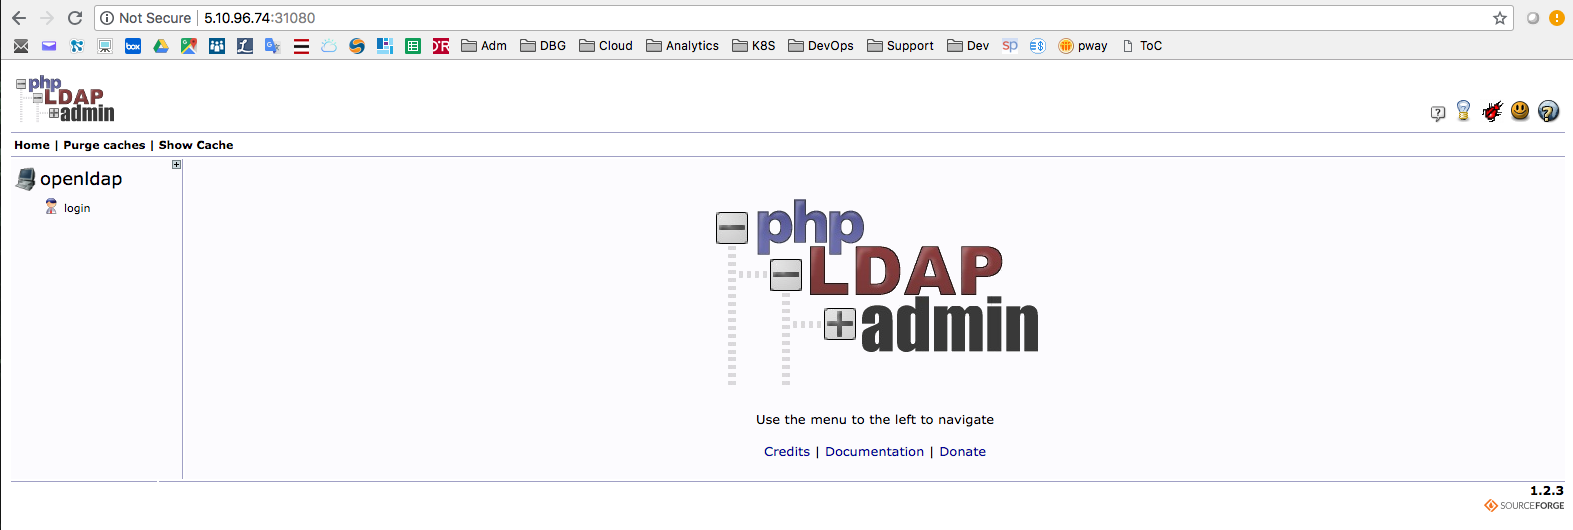 Not Secure | 5.10.96.74:31080
box Adm DBG Cloud Analytics K8S DevOps Support Dev sp pway ToC
php
LDAP
admin
Home | Purge caches | Show Cache
openldap
login
php
LDAP
admin
Use the menu to the left to navigate
Credits | Documentation | Donate
1.2.3
SOURCEFORGE